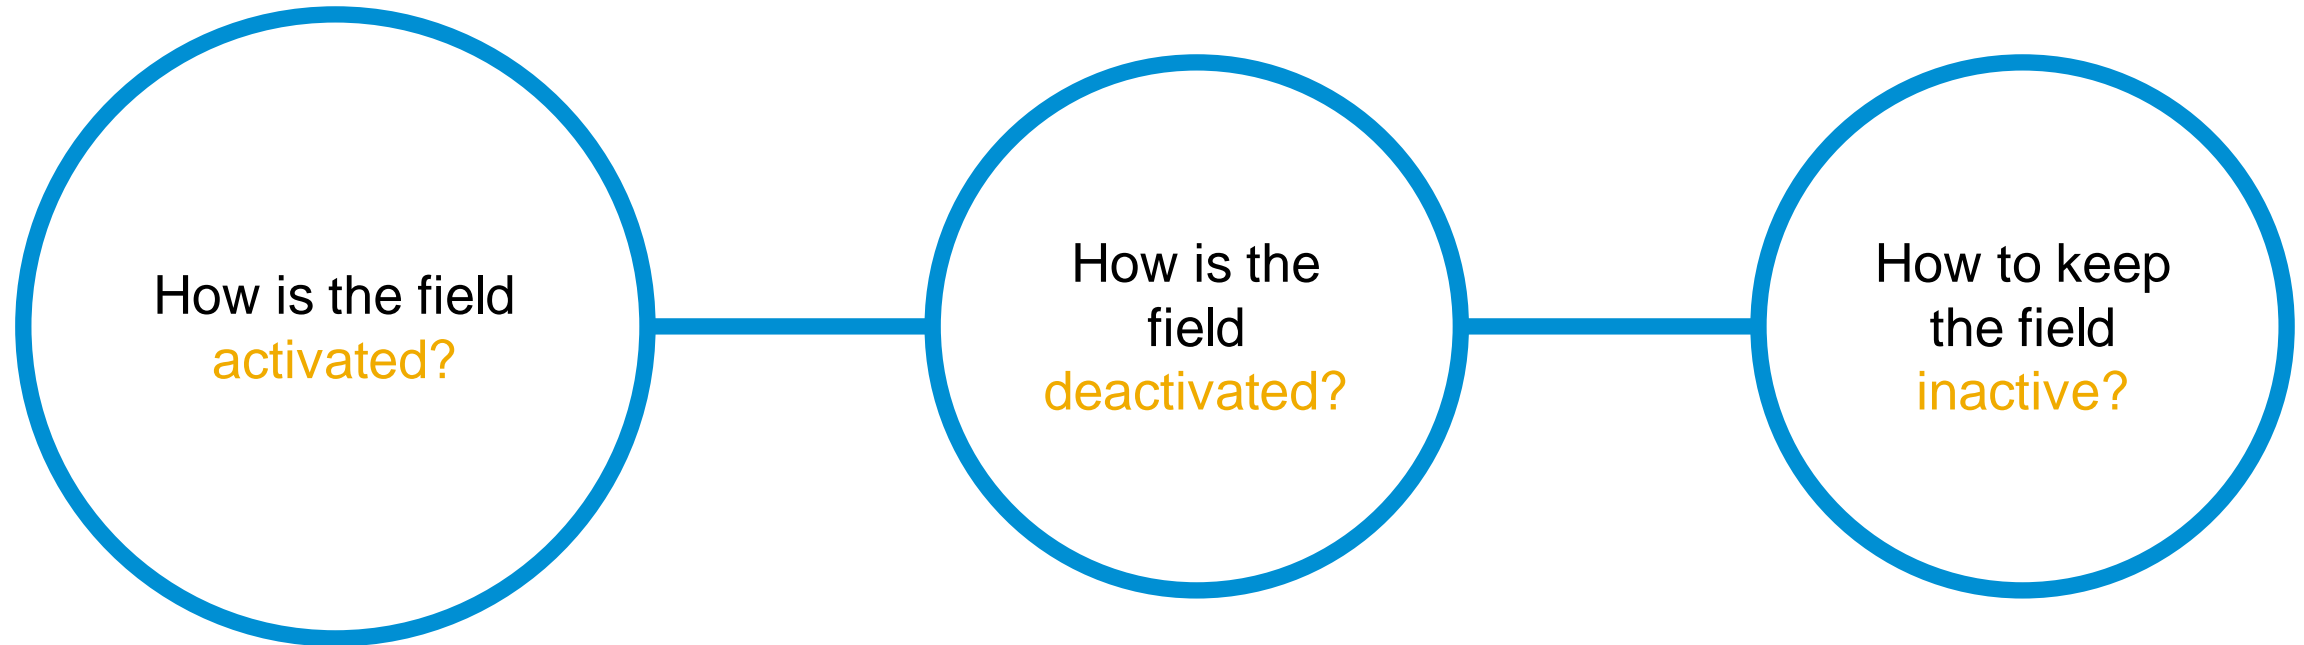 How is the field
activated?
How is the
field
deactivated?
How to keep
the field
inactive?